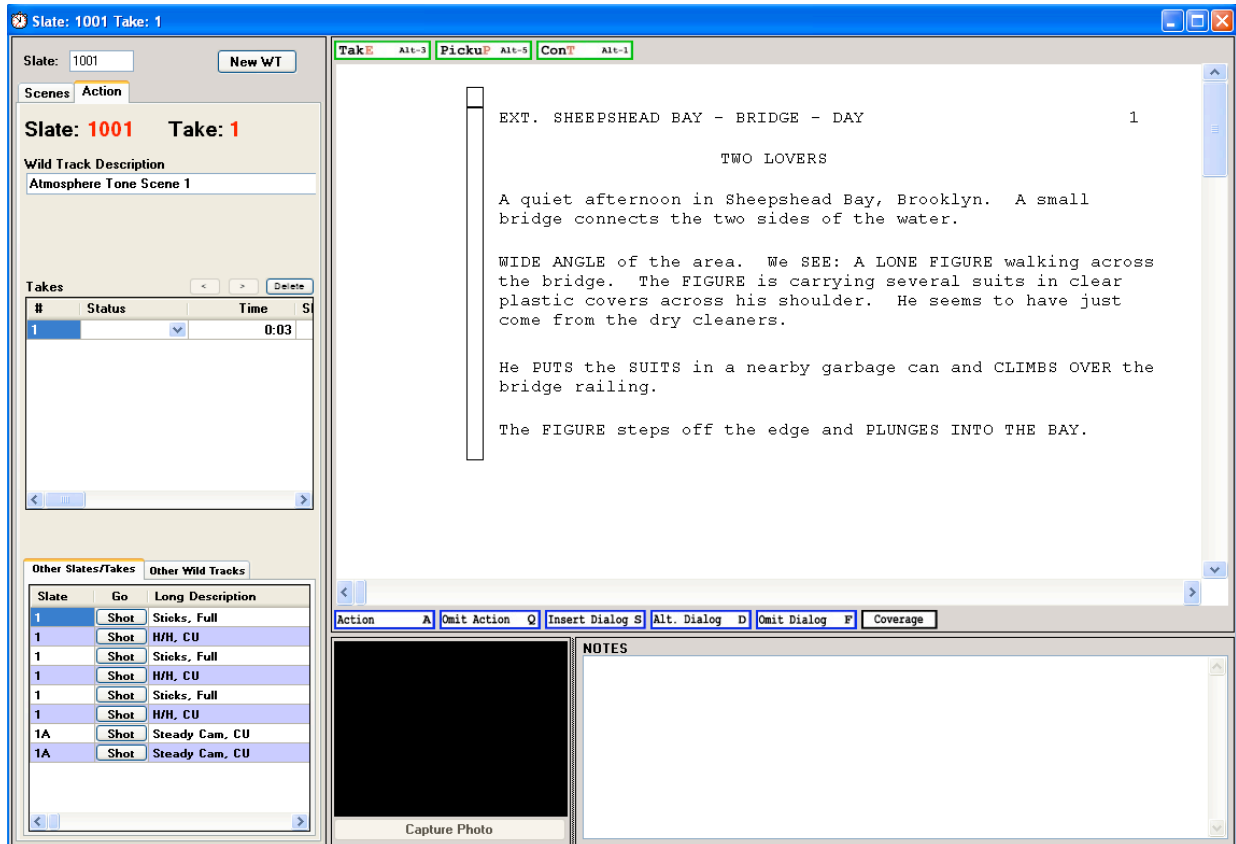 Slate: 1001 Take: 1
Slate: 1001 New WT
Scenes Action
Slate: 1001 Take: 1
Wild Track Description
Atmosphere Tone Scene 1
Takes < > Delete
# Status Time Sl
1 0:03
Other Slates/Takes Other Wild Tracks
Slate Go Long Description
1 Shot Sticks, Full
1 Shot H/H, CU
1 Shot Sticks, Full
1 Shot H/H, CU
1 Shot Sticks, Full
1 Shot H/H, CU
1A Shot Steady Cam, CU
1A Shot Steady Cam, CU
TakE Alt-3 PickuP Alt-5 ConT Alt-1
EXT. SHEEPSHEAD BAY - BRIDGE - DAY 1
TWO LOVERS
A quiet afternoon in Sheepshead Bay, Brooklyn. A small
bridge connects the two sides of the water.
WIDE ANGLE of the area. We SEE: A LONE FIGURE walking across
the bridge. The FIGURE is carrying several suits in clear
plastic covers across his shoulder. He seems to have just
come from the dry cleaners.
He PUTS the SUITS in a nearby garbage can and CLIMBS OVER the
bridge railing.
The FIGURE steps off the edge and PLUNGES INTO THE BAY.
Action A Omit Action Q Insert Dialog S Alt. Dialog D Omit Dialog F Coverage
Capture Photo
NOTES